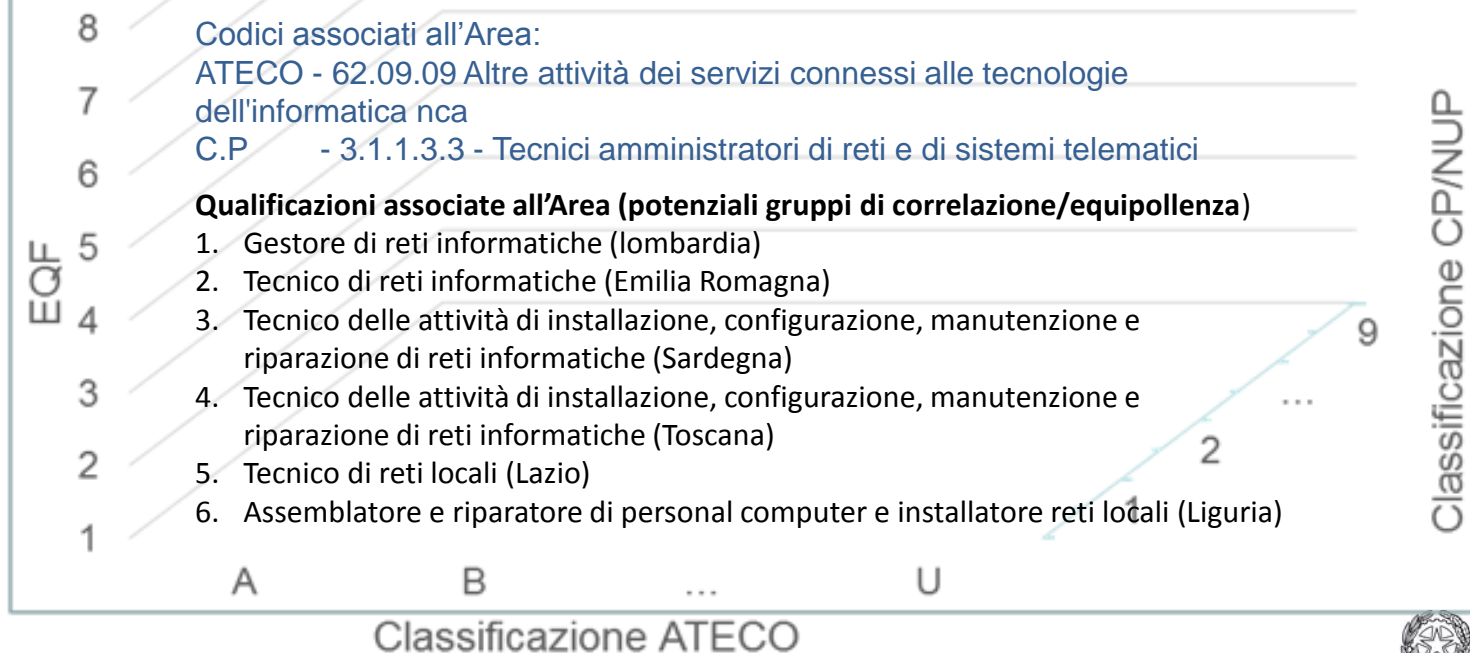 8
Codici associati all’Area:
ATECO - 62.09.09 Altre attività dei servizi connessi alle tecnologie
7
dell'informatica nca
C.P - 3.1.1.3.3 - Tecnici amministratori di reti e di sistemi telematici
6
Qualificazioni associate all’Area (potenziali gruppi di correlazione/equipollenza)
5
1. Gestore di reti informatiche (lombardia)
2. Tecnico di reti informatiche (Emilia Romagna)
EQF
4
3. Tecnico delle attività di installazione, configurazione, manutenzione e
9
riparazione di reti informatiche (Sardegna)
3
4. Tecnico delle attività di installazione, configurazione, manutenzione e
...
riparazione di reti informatiche (Toscana)
2
2
5. Tecnico di reti locali (Lazio)
1
6. Assemblatore e riparatore di personal computer e installatore reti locali (Liguria)
1
A B ... U
Classificazione ATECO
Classificazione CP/NUP